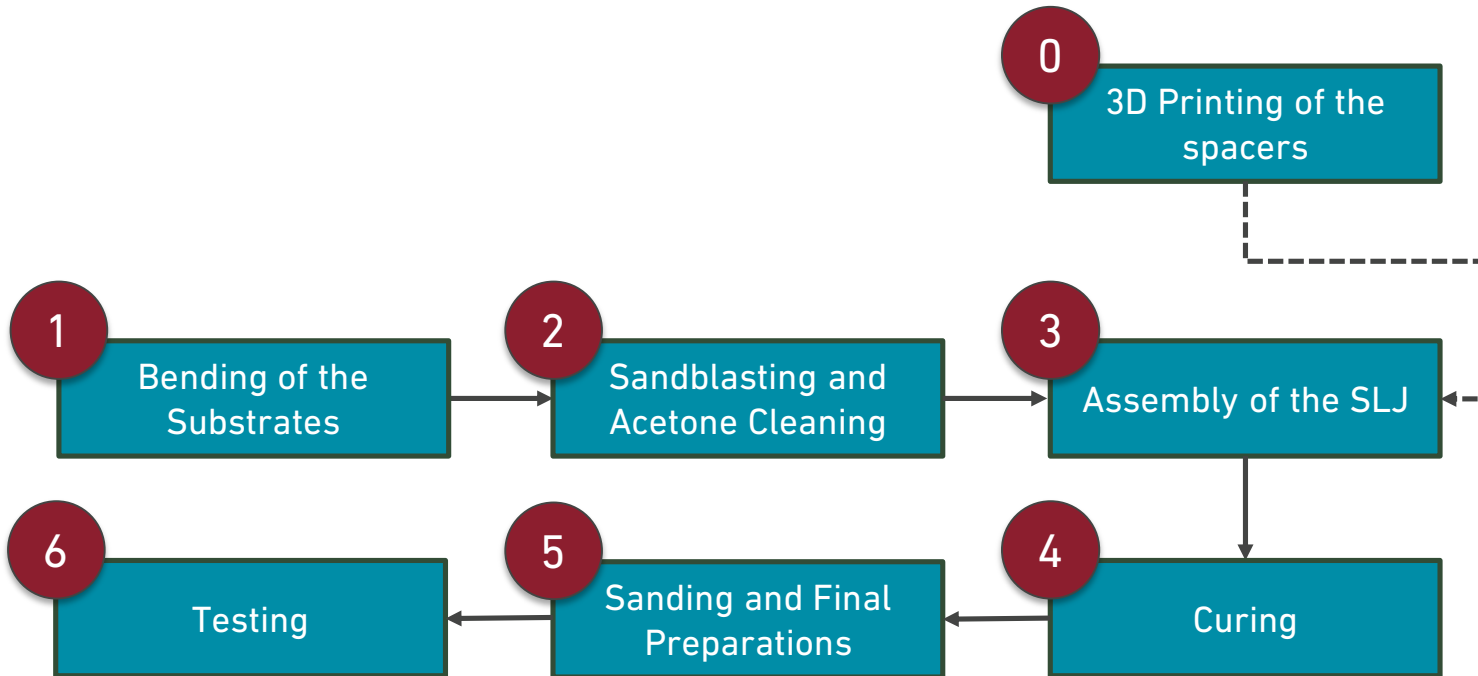 0
3D Printing of the
spacers
1
Bending of the
Substrates
2
Sandblasting and
Acetone Cleaning
3
Assembly of the SLJ
6
Testing
5
Sanding and Final
Preparations
4
Curing